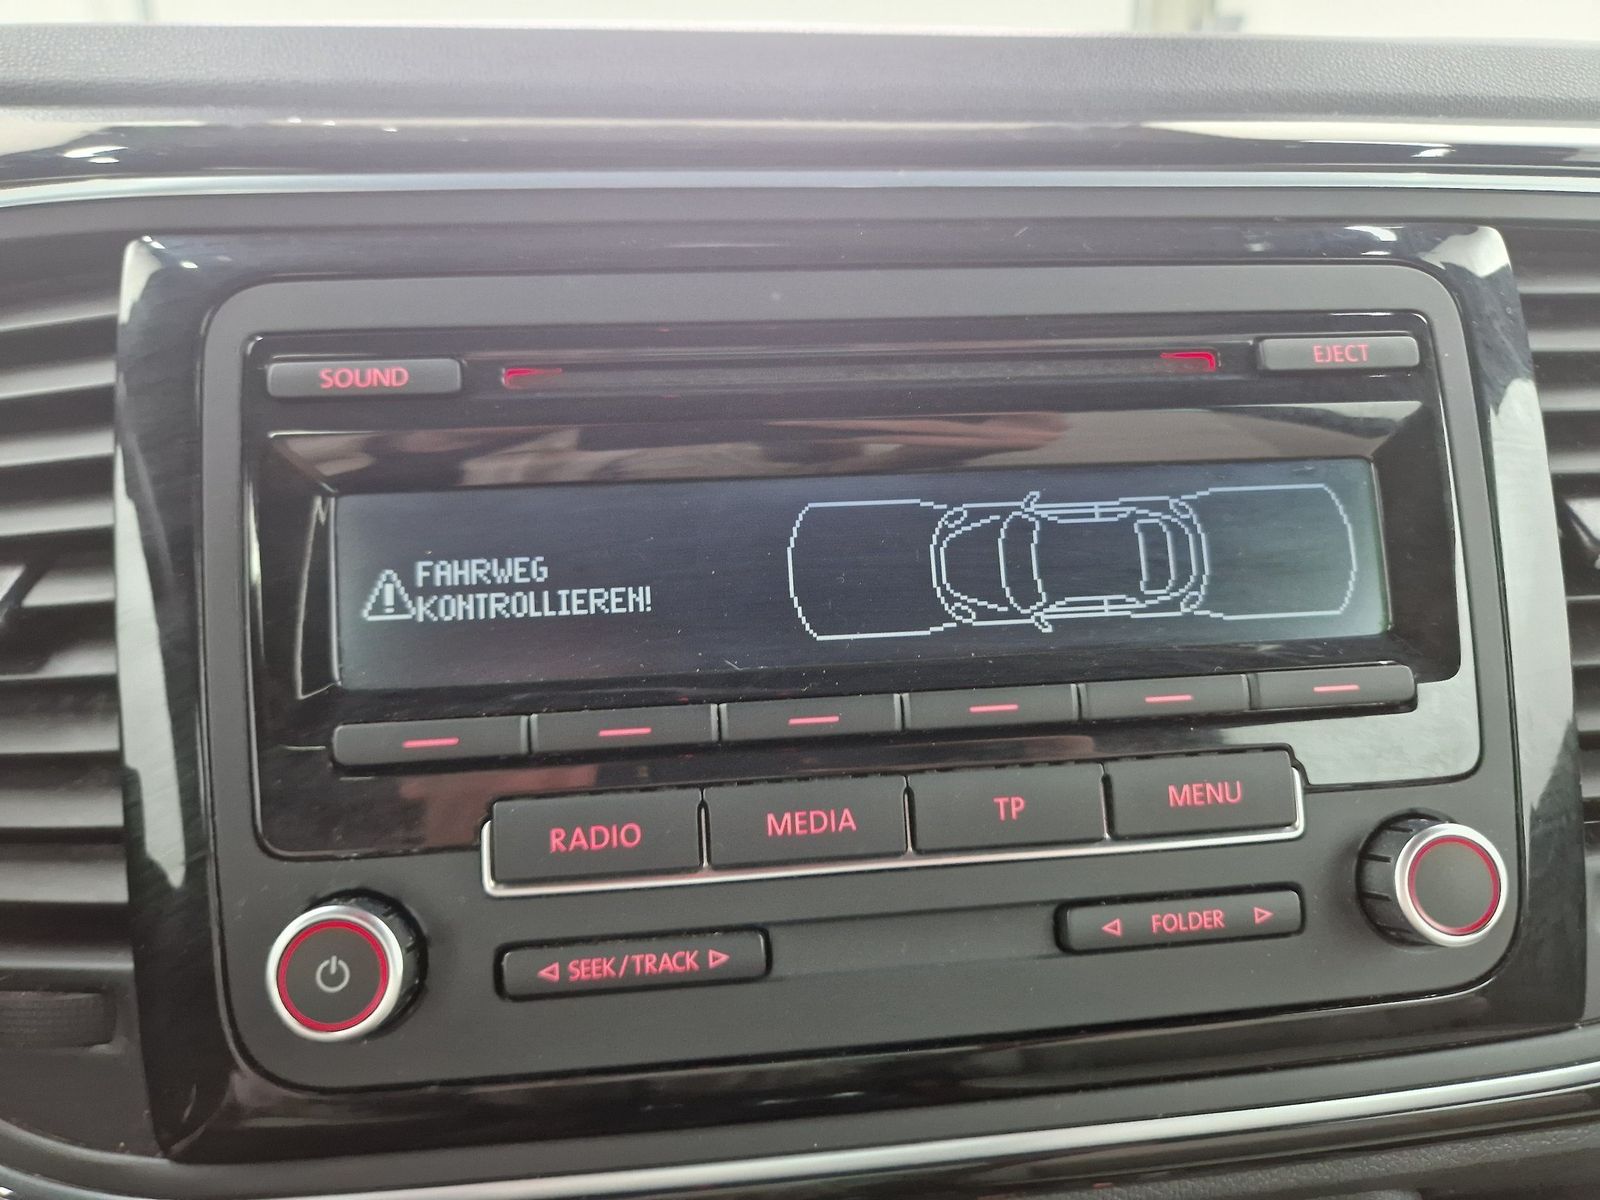 SOUND
EJECT
FAHRWEG
KONTROLLIEREN!
RADIO
MEDIA
TP
MENU
SEEK/TRACK
FOLDER